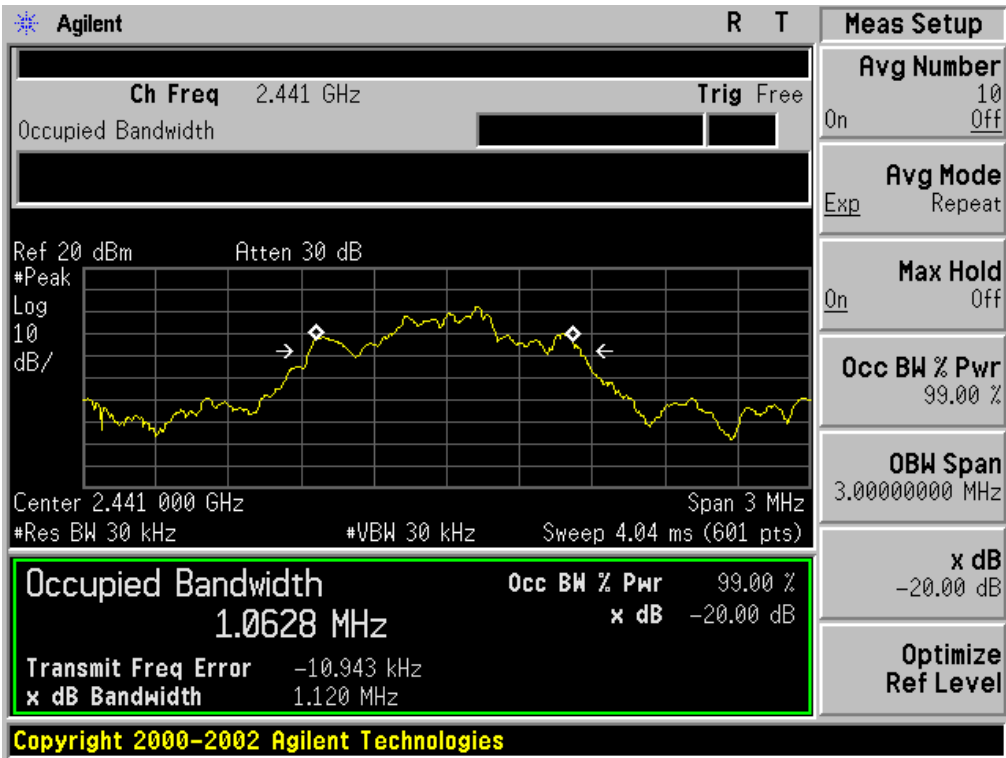 Agilent R T
Ch Freq 2.441 GHz Trig Free
Occupied Bandwidth
Ref 20 dBm Atten 30 dB
#Peak
Log
10
dB/
Center 2.441 000 GHz Span 3 MHz
#Res BW 30 kHz #VBW 30 kHz Sweep 4.04 ms (601 pts)
Occupied Bandwidth Occ BW % Pwr 99.00 %
1.0628 MHz x dB -20.00 dB
Transmit Freq Error -10.943 kHz
x dB Bandwidth 1.120 MHz
Copyright 2000-2002 Agilent Technologies
Meas Setup
Avg Number
10
On Off
Avg Mode
Exp Repeat
Max Hold
On Off
Occ BW % Pwr
99.00 %
OBW Span
3.00000000 MHz
x dB
-20.00 dB
Optimize
Ref Level